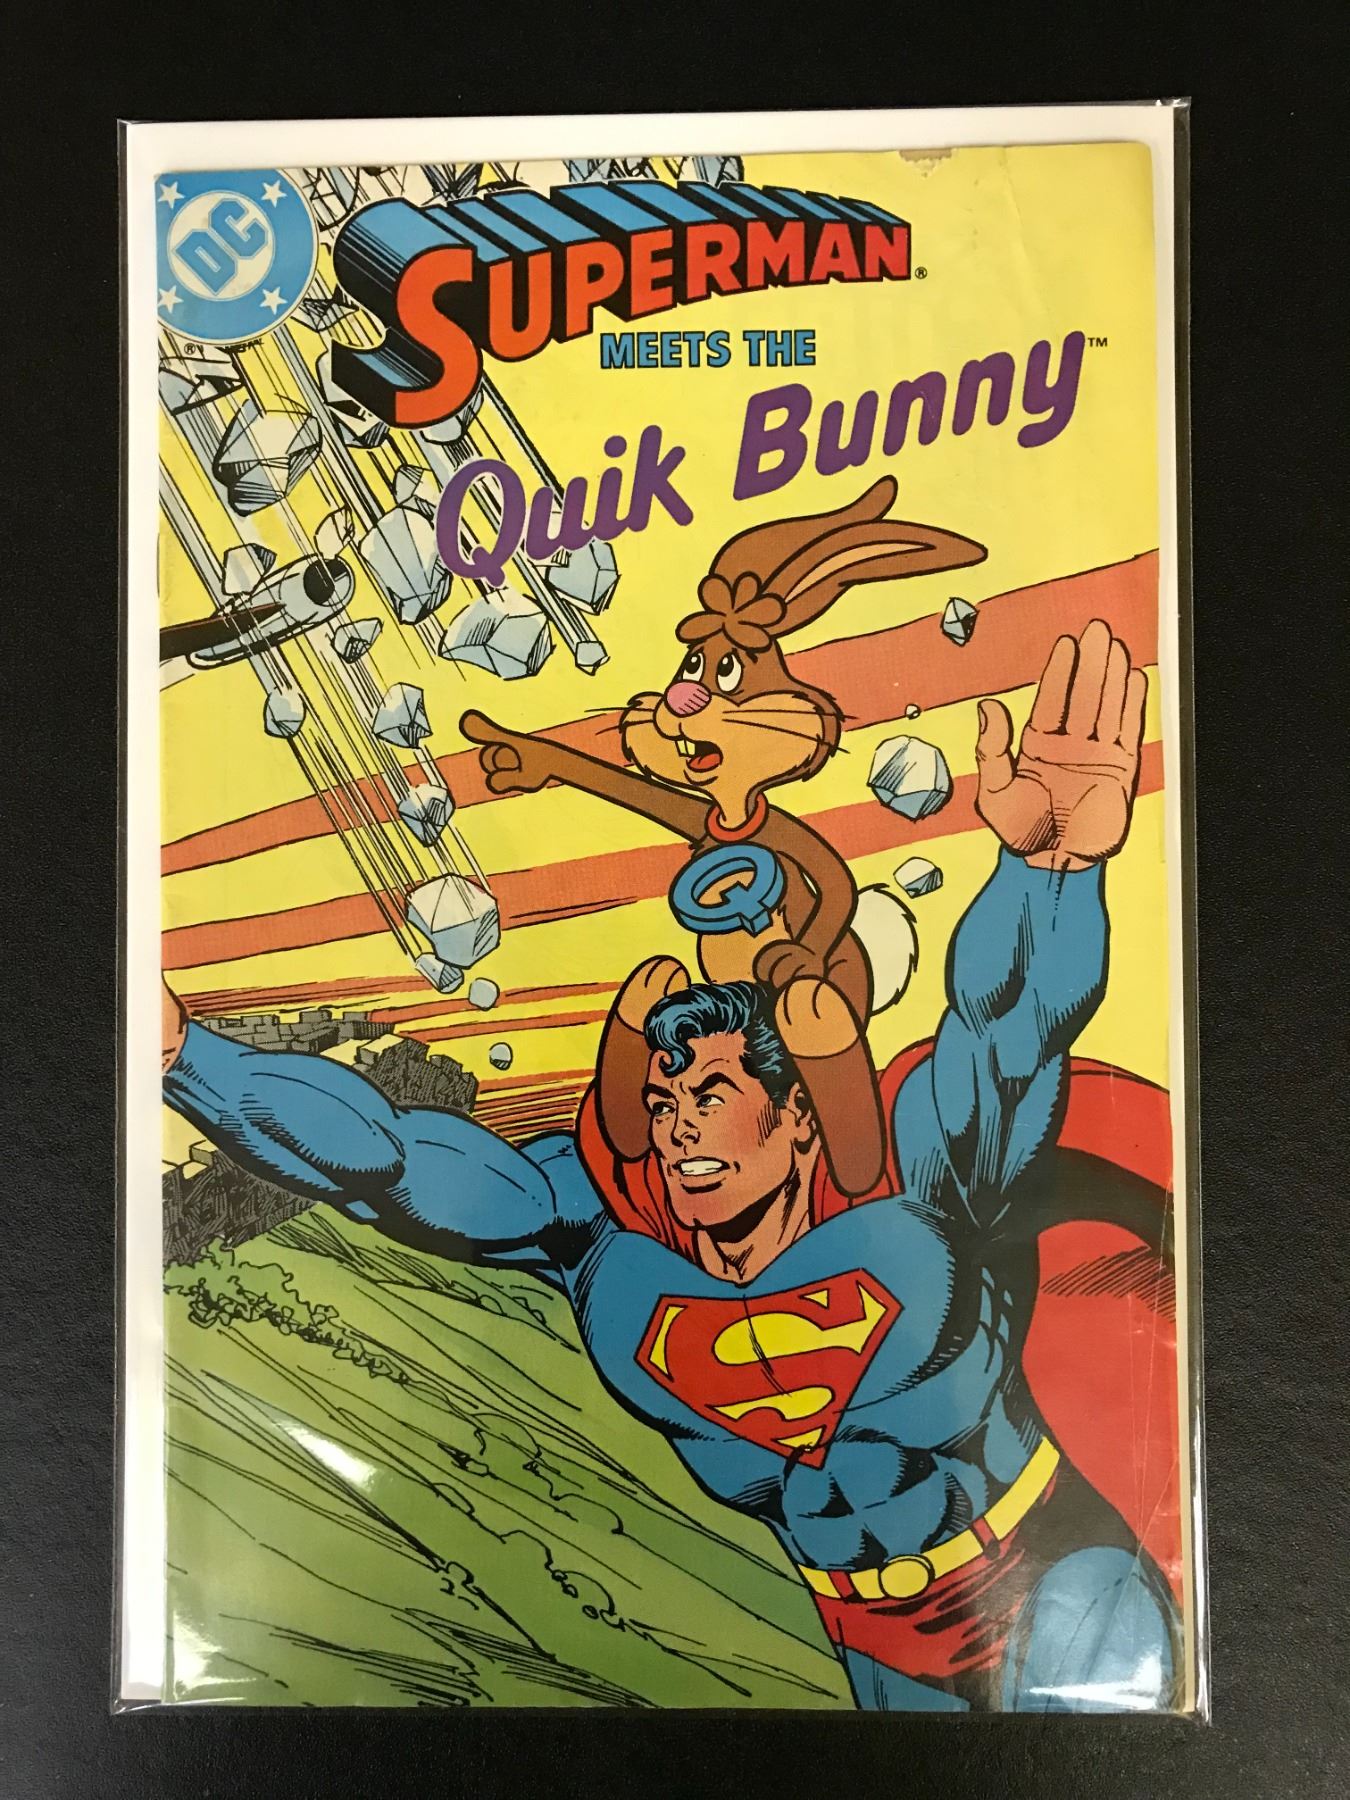 DC
®
SUPERMAN®
MEETS THE
Quik Bunny™
Q
S